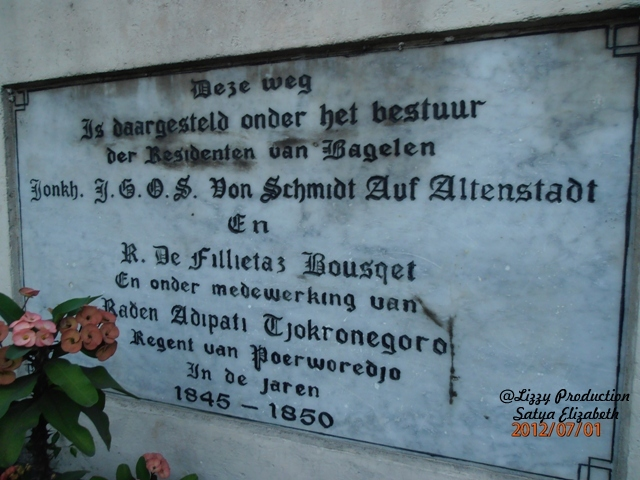 Deze weg
Is daargesteld onder het bestuur
der Residenten van Bagelen
Jonkh. J.G.O.S. Von Schmidt Auf Altenstadt
En
R. De Fillietaz Bousqet
En onder medewerking van
Raden Adipati Tjokronegoro
Regent van Poerworedjo
In de jaren
1845 - 1850
@Lizzy Production
Satya Elizabeth
2012/07/01